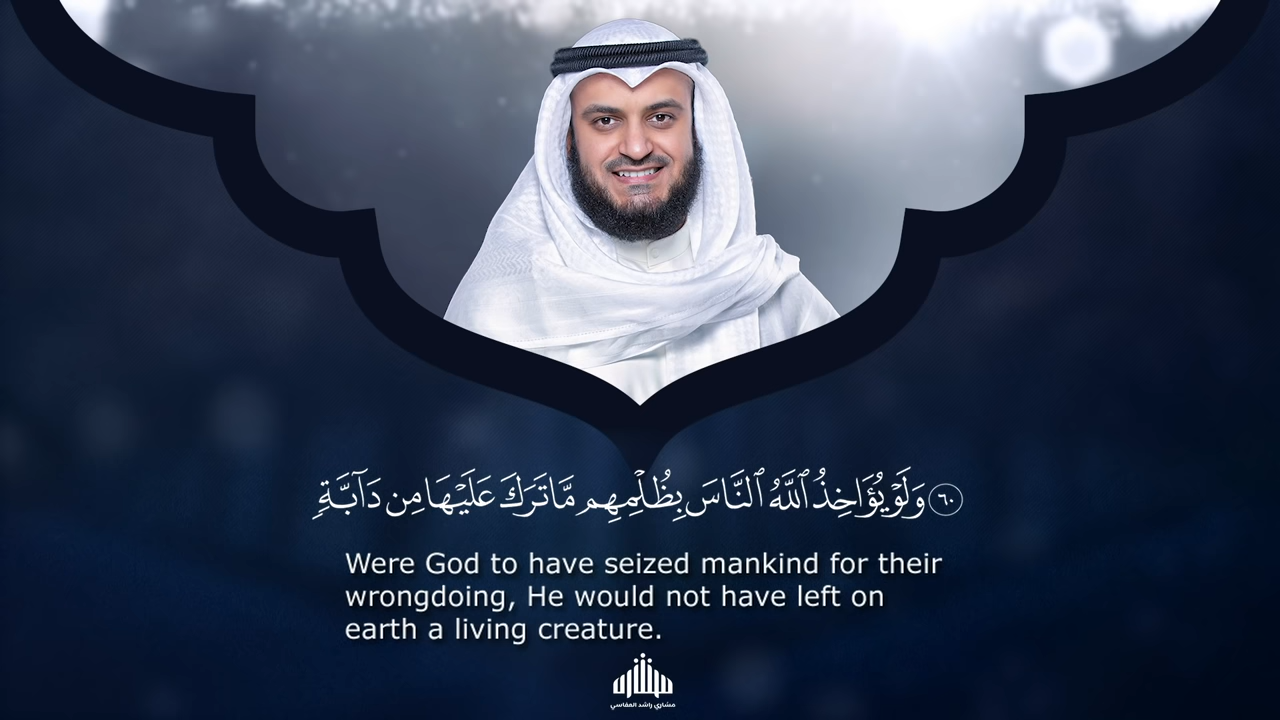 ٦٠ وَلَوْ يُؤَاخِذُ ٱللَّهُ ٱلنَّاسَ بِظُلْمِهِم مَّا تَرَكَ عَلَيْهَا مِن دَآبَّةٍۢ
Were God to have seized mankind for their
wrongdoing, He would not have left on
earth a living creature.
مشاري راشد العفاسي